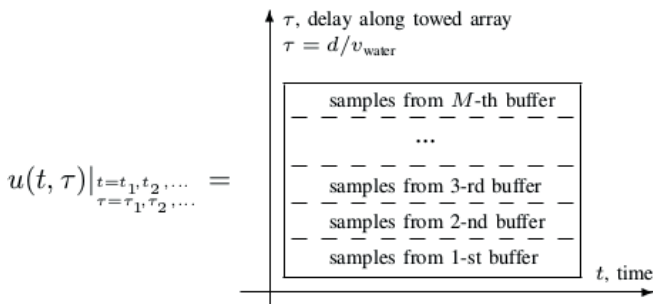 τ, delay along towed array
τ = d/v_water
samples from M-th buffer
...
u(t, τ)|_{t=t_1,t_2,... τ=τ_1,τ_2,...} =
samples from 3-rd buffer
samples from 2-nd buffer
samples from 1-st buffer
t, time